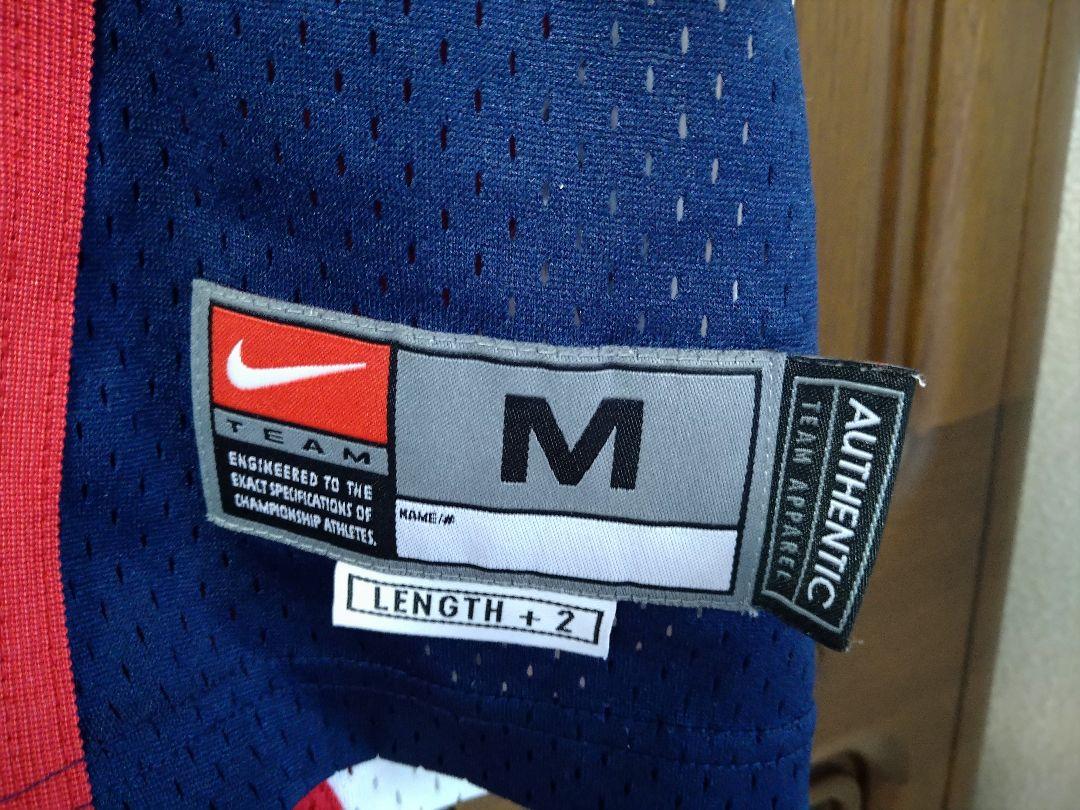 TEAM
ENGINEERED TO THE
EXACT SPECIFICATIONS OF
CHAMPIONSHIP ATHLETES.
M
NAME/#
LENGTH + 2
AUTHENTIC
TEAM APPAREL